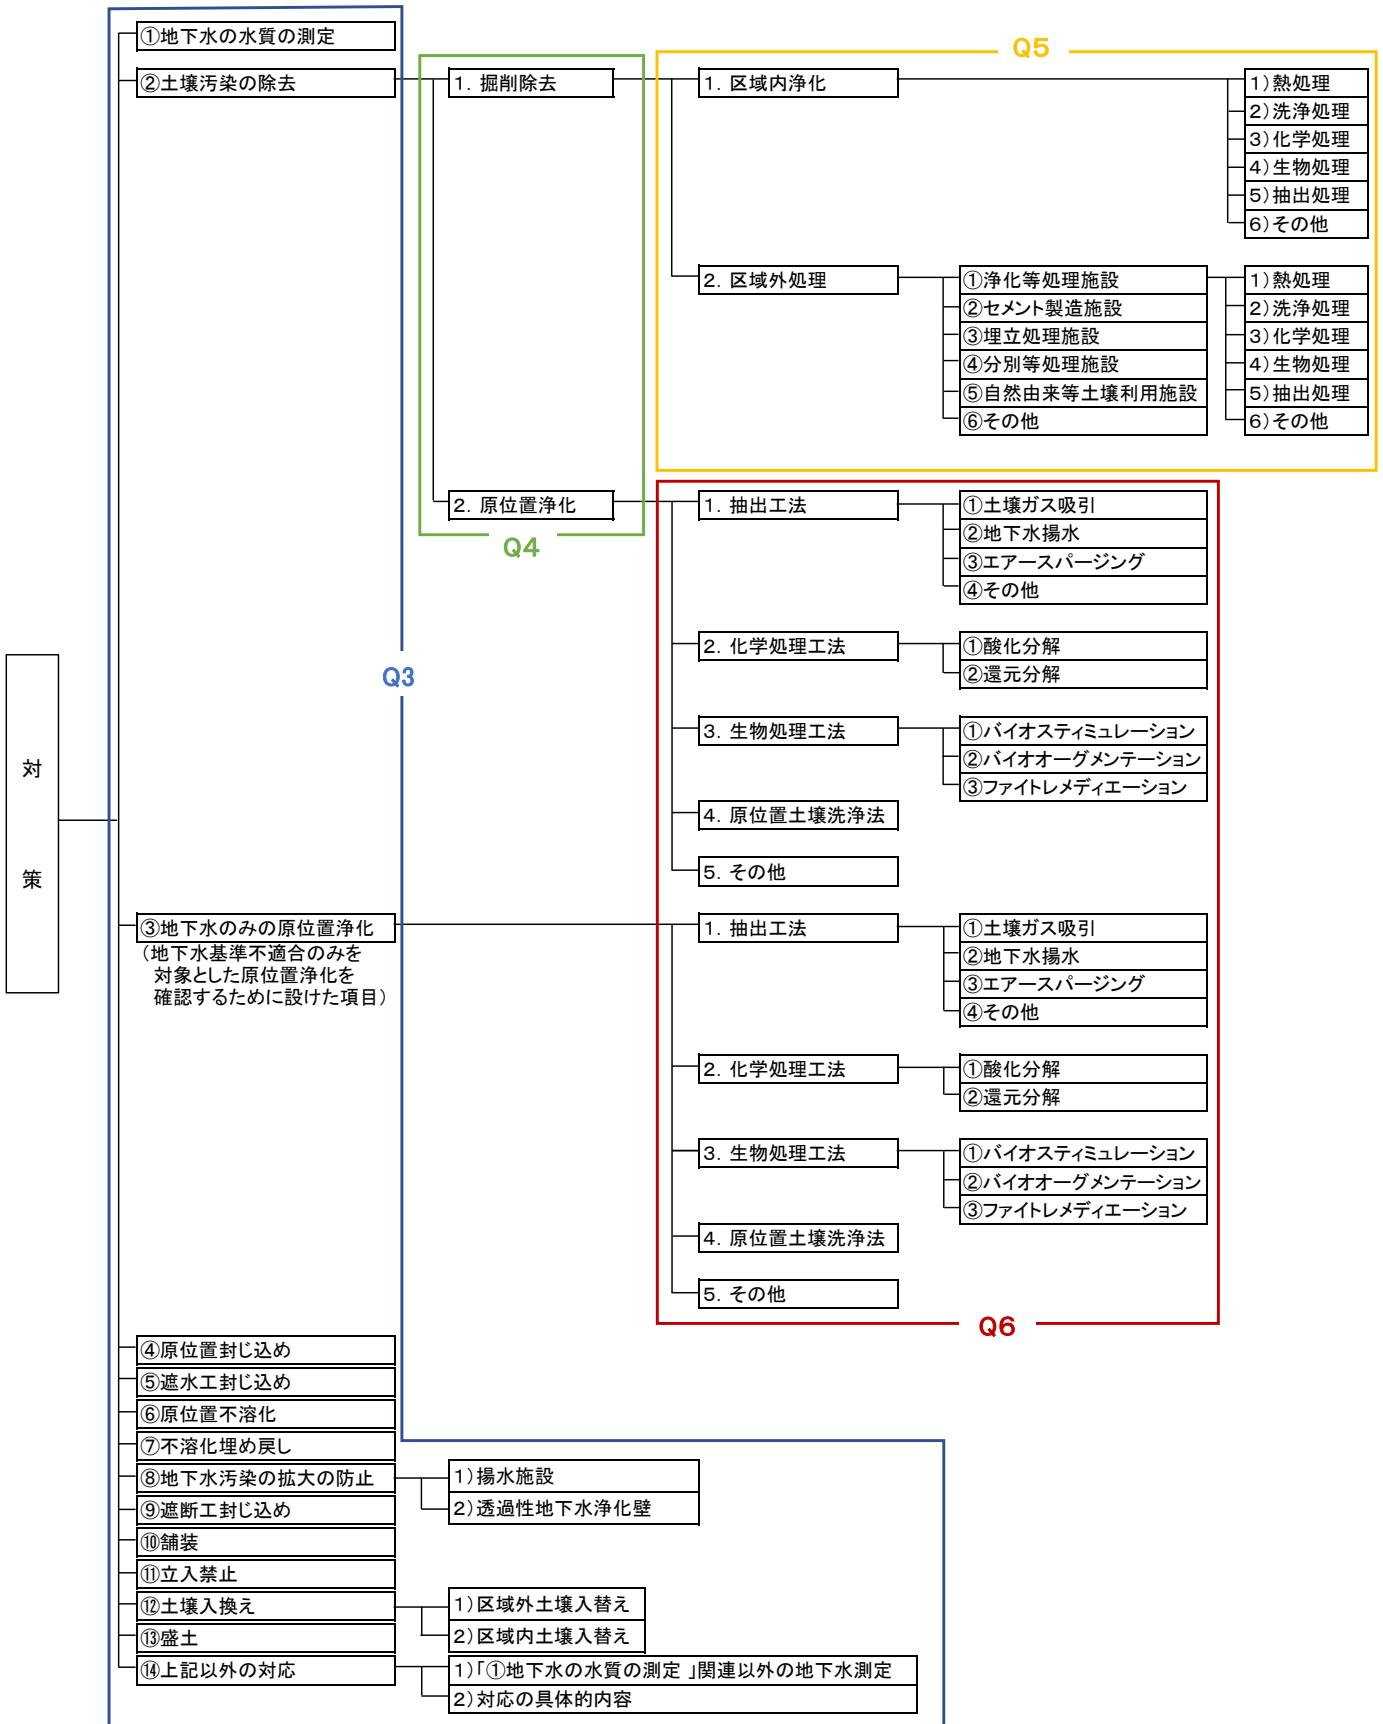 対
策
①地下水の水質の測定
②土壌汚染の除去
1．掘削除去
Q5
1．区域内浄化
1）熱処理
2）洗浄処理
3）化学処理
4）生物処理
5）抽出処理
6）その他
2．区域外処理
①浄化等処理施設
②セメント製造施設
③埋立処理施設
④分別等処理施設
⑤自然由来等土壌利用施設
⑥その他
1）熱処理
2）洗浄処理
3）化学処理
4）生物処理
5）抽出処理
6）その他
2．原位置浄化
Q4
1．抽出工法
①土壌ガス吸引
②地下水揚水
③エアースパージング
④その他
2．化学処理工法
①酸化分解
②還元分解
Q3
3．生物処理工法
①バイオスティミュレーション
②バイオオーグメンテーション
③ファイトレメディエーション
4．原位置土壌洗浄法
5．その他
③地下水のみの原位置浄化
（地下水基準不適合のみを
対象とした原位置浄化を
確認するために設けた項目）
1．抽出工法
①土壌ガス吸引
②地下水揚水
③エアースパージング
④その他
2．化学処理工法
①酸化分解
②還元分解
3．生物処理工法
①バイオスティミュレーション
②バイオオーグメンテーション
③ファイトレメディエーション
4．原位置土壌洗浄法
5．その他
Q6
④原位置封じ込め
⑤遮水工封じ込め
⑥原位置不溶化
⑦不溶化埋め戻し
⑧地下水汚染の拡大の防止
1）揚水施設
2）透過性地下水浄化壁
⑨遮断工封じ込め
⑩舗装
⑪立入禁止
⑫土壌入換え
1）区域外土壌入替え
2）区域内土壌入替え
⑬盛土
⑭上記以外の対応
1）「①地下水の水質の測定 」関連以外の地下水測定
2）対応の具体的内容